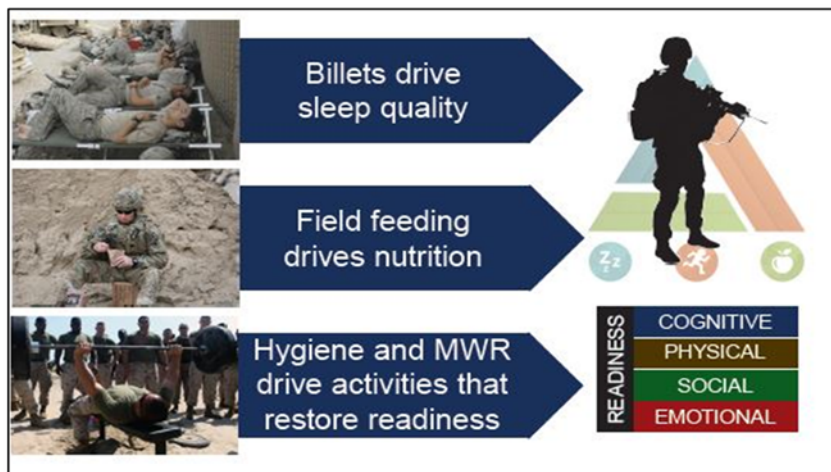 Billets drive
sleep quality
Field feeding
drives nutrition
Hygiene and MWR
drive activities that
restore readiness
ZZ
Z
READINESS
COGNITIVE
PHYSICAL
SOCIAL
EMOTIONAL